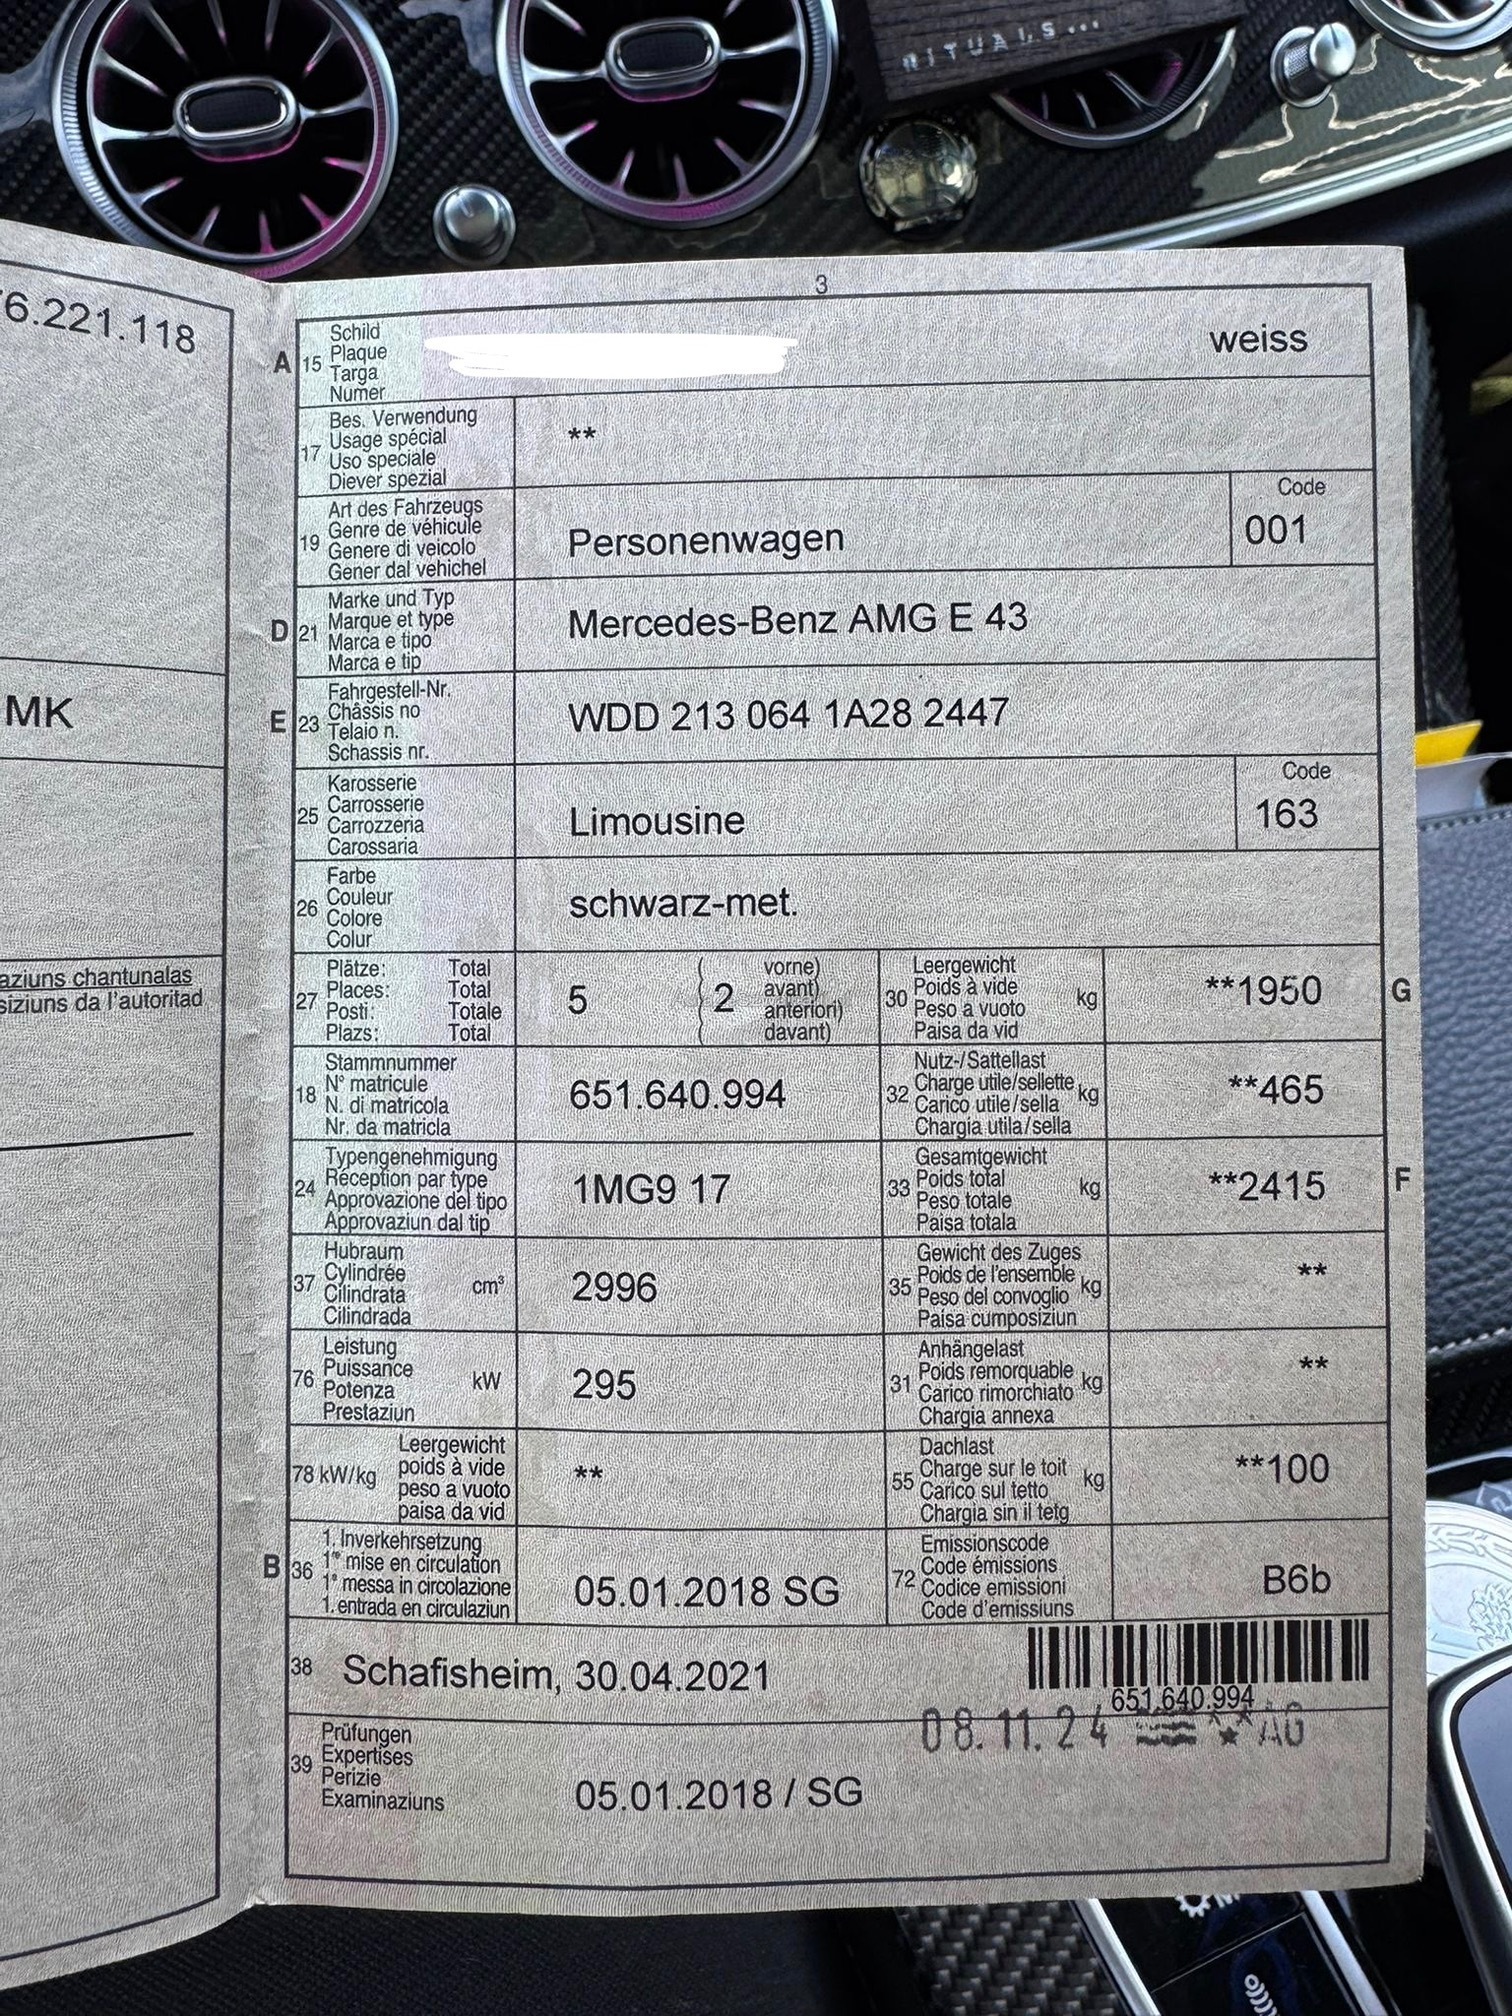 RITUALS...
6.221.118
MK
aziuns chantunalas
siziuns da l'autoritad
3
A 15 Schild
Plaque
Targa
Numer
weiss
17 Bes. Verwendung
Usage spécial
Uso speciale
Diever spezial
**
19 Art des Fahrzeugs
Genre de véhicule
Genere di veicolo
Gener dal vehichel
Personenwagen
Code
001
D 21 Marke und Typ
Marque et type
Marca e tipo
Marca e tip
Mercedes-Benz AMG E 43
E 23 Fahrgestell-Nr.
Châssis no
Telaio n.
Schassis nr.
WDD 213 064 1A28 2447
25 Karosserie
Carrosserie
Carrozzeria
Carossaria
Limousine
Code
163
26 Farbe
Couleur
Colore
Colur
schwarz-met.
27 Plätze: Total
Places: Total
Posti: Totale
Plazs: Total
5
2
vorne)
avant)
anteriori)
davant)
30 Leergewicht
Poids à vide
Peso a vuoto
Paisa da vid
kg
**1950 G
18 Stammnummer
N° matricule
N. di matricola
Nr. da matricla
651.640.994
32 Nutz-/Sattellast
Charge utile/sellette
Carico utile/sella
Chargia utila/sella
kg
**465
24 Typengenehmigung
Réception par type
Approvazione del tipo
Approvaziun dal tip
1MG9 17
33 Gesamtgewicht
Poids total
Peso totale
Paisa totala
kg
**2415 F
37 Hubraum
Cylindrée
Cilindrata
Cilindrada
cm³
2996
35 Gewicht des Zuges
Poids de l'ensemble
Peso del convoglio
Paisa cumposiziun
kg
**
76 Leistung
Puissance
Potenza
Prestaziun
kW
295
31 Anhängelast
Poids remorquable
Carico rimorchiato
Chargia annexa
kg
**
78 kW/kg
Leergewicht
poids à vide
peso a vuoto
paisa da vid
**
55 Dachlast
Charge sur le toit
Carico sul tetto
Chargia sin il tetg
kg
**100
B 36 1. Inverkehrsetzung
1re mise en circulation
1a messa in circolazione
1. entrada en circulaziun
05.01.2018 SG
72 Emissionscode
Code émissions
Codice emissioni
Code d'emissiuns
B6b
38 Schafisheim, 30.04.2021
651.640.994
08.11.24 AG
39 Prüfungen
Expertises
Perizie
Examinaziuns
05.01.2018 / SG